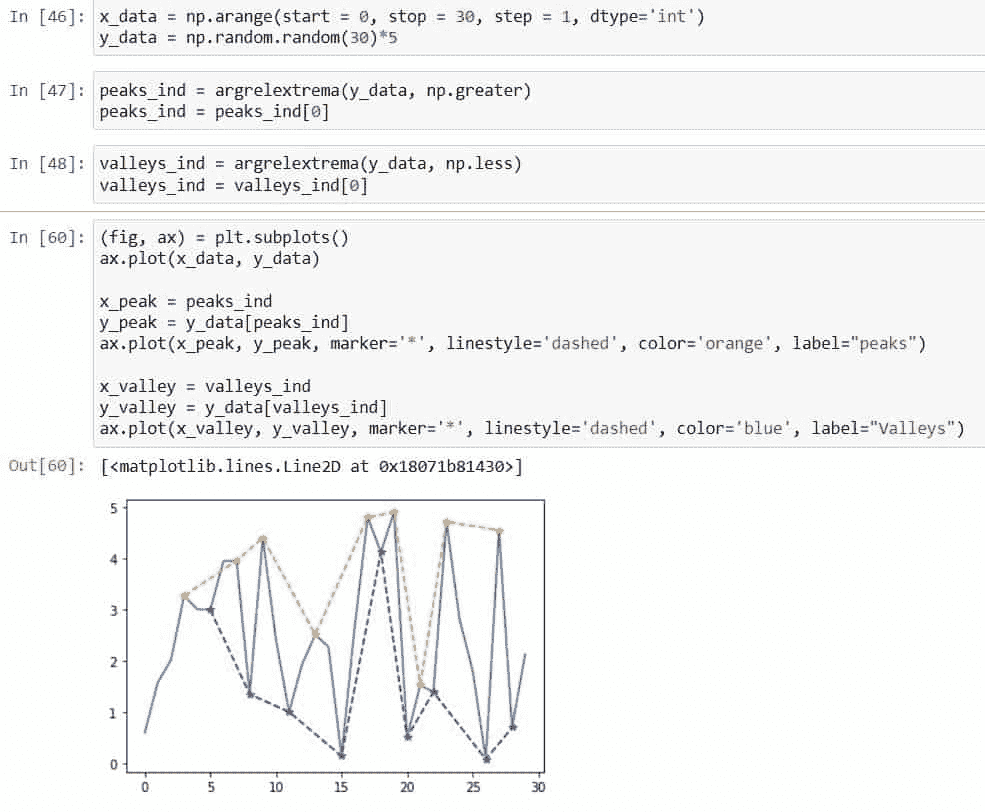 In [46]: x_data = np.arange(start = 0, stop = 30, step = 1, dtype='int')
y_data = np.random.random(30)*5
In [47]: peaks_ind = argrelextrema(y_data, np.greater)
peaks_ind = peaks_ind[0]
In [48]: valleys_ind = argrelextrema(y_data, np.less)
valleys_ind = valleys_ind[0]
In [60]: (fig, ax) = plt.subplots()
ax.plot(x_data, y_data)
x_peak = peaks_ind
y_peak = y_data[peaks_ind]
ax.plot(x_peak, y_peak, marker='*', linestyle='dashed', color='orange', label="peaks")
x_valley = valleys_ind
y_valley = y_data[valleys_ind]
ax.plot(x_valley, y_valley, marker='*', linestyle='dashed', color='blue', label="Valleys")
Out[60]: [<matplotlib.lines.Line2D at 0x18071b81430>]
5
4
3
2
1
0
0 5 10 15 20 25 30